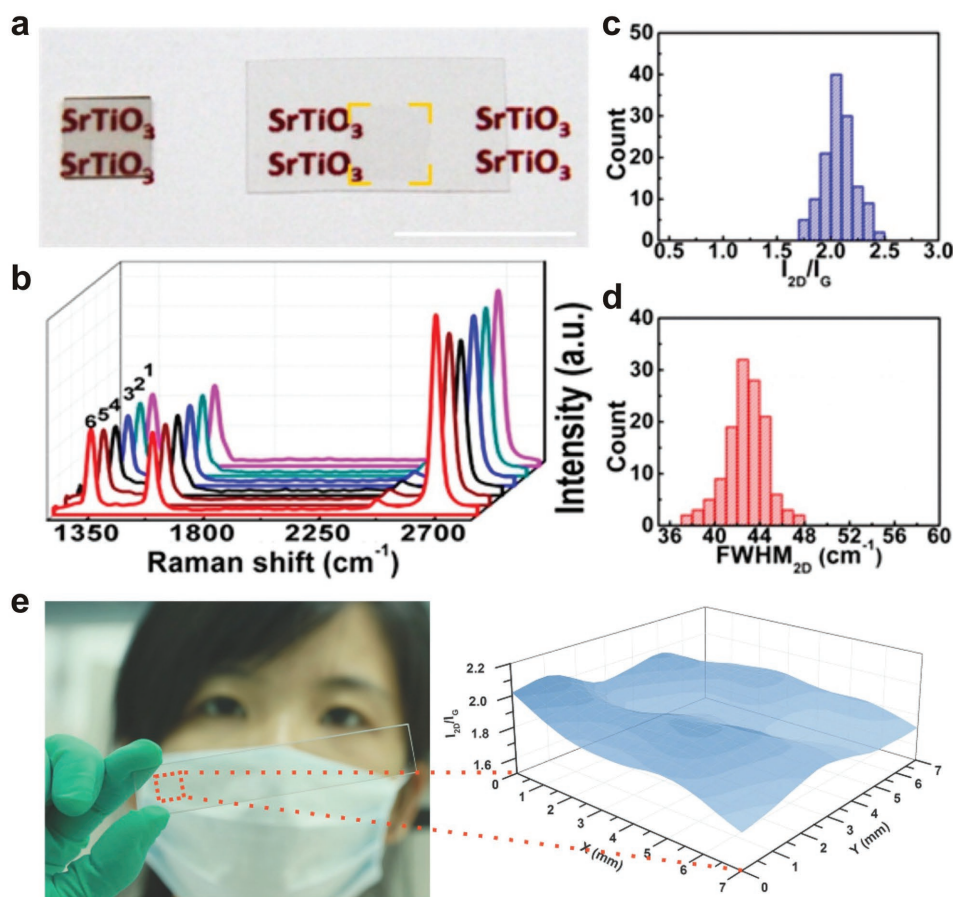 a
SrTiO3
SrTiO3
SrTiO3
SrTiO3
SrTiO3
SrTiO3
b
6 5 4 3 2 1
Intensity (a.u.)
1350 1800 2250 2700
Raman shift (cm-1)
c
Count
50
40
30
20
10
0
0.5 1.0 1.5 2.0 2.5 3.0
I2D/IG
d
Count
40
30
20
10
0
36 40 44 48 52 56 60
FWHM2D (cm-1)
e
I2D/IG
2.2
2.0
1.8
1.6
0 1 2 3 4 5 6 7
X (mm)
0 1 2 3 4 5 6 7
Y (mm)